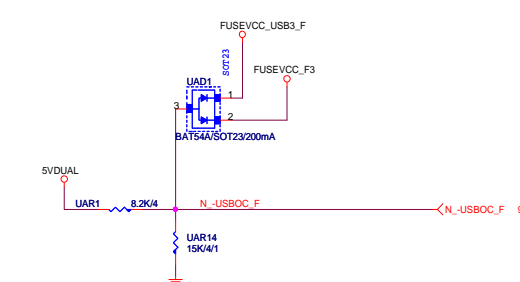 FUSEVCC_USB3_F
SOT23
FUSEVCC_F3
UAD1
1
3
2
BAT54A/SOT23/200mA
5VDUAL
UAR1 8.2K/4 N_-USBOC_F N_-USBOC_F 9
UAR14
15K/4/1